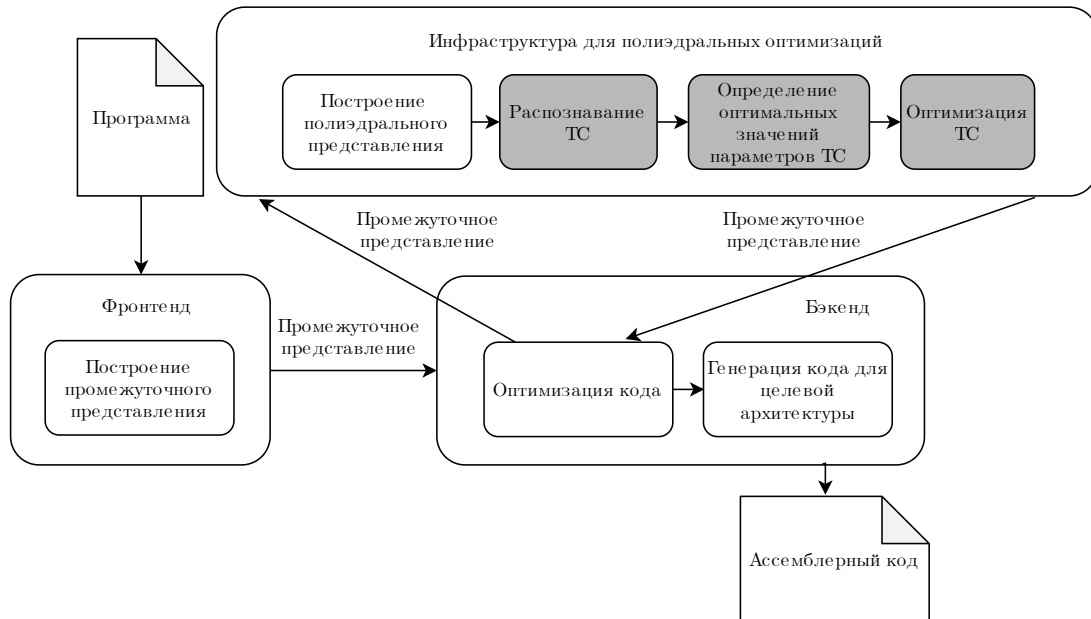 Инфраструктура для полиэдральных оптимизаций
Программа
Построение
полиэдрального
представления
Распознавание
ТС
Определение
оптимальных
значений
параметров ТС
Оптимизация
ТС
Промежуточное
представление
Промежуточное
представление
Фронтенд
Построение
промежуточного
представления
Промежуточное
представление
Бэкенд
Оптимизация кода
Генерация кода для
целевой
архитектуры
Ассемблерный код